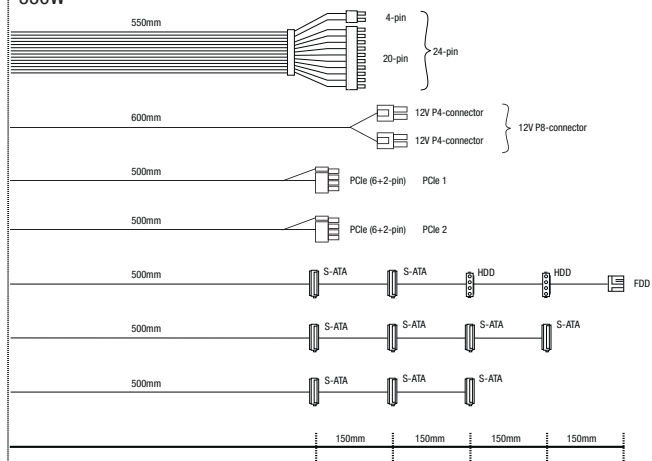 550mm
4-pin
20-pin
24-pin
600mm
12V P4-connector
12V P4-connector
12V P8-connector
500mm
PCIe (6+2-pin) PCIe 1
500mm
PCIe (6+2-pin) PCIe 2
500mm
S-ATA S-ATA HDD HDD FDD
500mm
S-ATA S-ATA S-ATA S-ATA
500mm
S-ATA S-ATA S-ATA
150mm 150mm 150mm 150mm